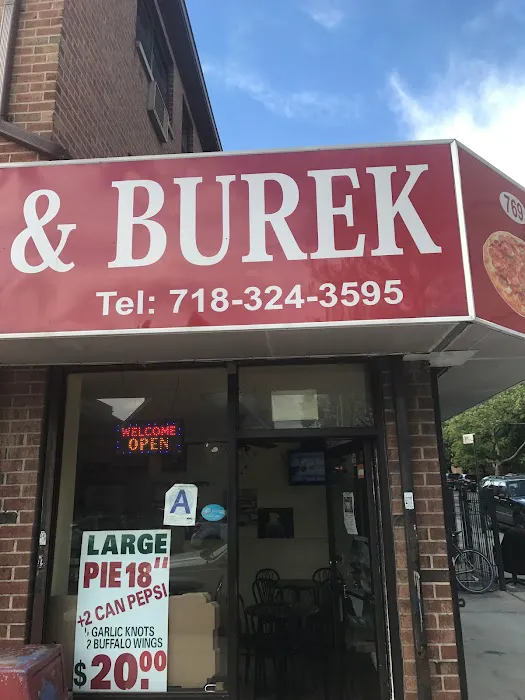 & BUREK
Tel: 718-324-3595
769
WELCOME
OPEN
A
LARGE
PIE 18"
+2 CAN PEPSI
GARLIC KNOTS
BUFFALO WINGS
$20.00